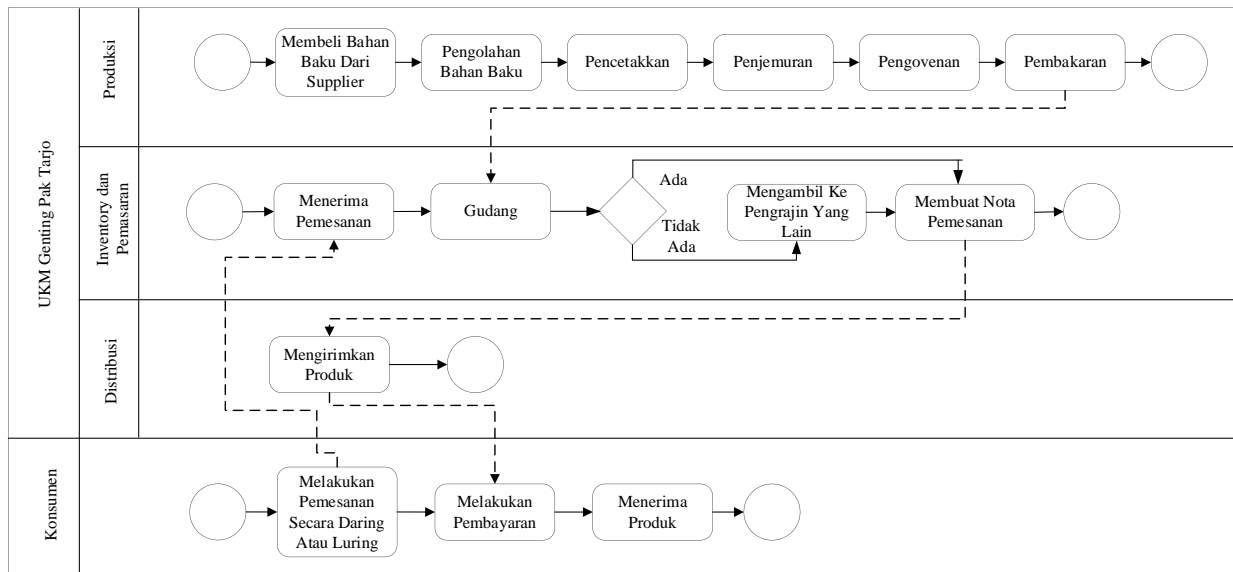 UKM Genting Pak Tarjo
Produksi
Membeli Bahan
Baku Dari
Supplier
Pengolahan
Bahan Baku
Pencetakkan
Penjemuran
Pengovenan
Pembakaran
Inventory dan
Pemasaran
Menerima
Pemesanan
Gudang
Ada
Tidak
Ada
Mengambil Ke
Pengrajin Yang
Lain
Membuat Nota
Pemesanan
Distribusi
Mengirimkan
Produk
Konsumen
Melakukan
Pemesanan
Secara Daring
Atau Luring
Melakukan
Pembayaran
Menerima
Produk